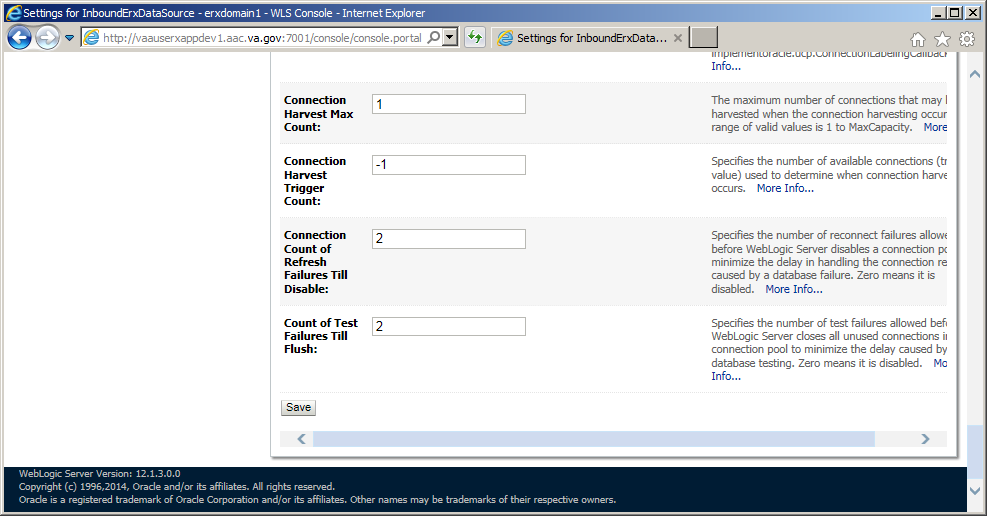 Settings for InboundErxDataSource - erxdomain1 - WLS Console - Internet Explorer
http://vaauserxappdev1.aac.va.gov:7001/console/console.portal
Settings for InboundErxData...
implementoracle.ucp.ConnectionLabelingCallback
Info...
Connection
Harvest Max
Count:
1
The maximum number of connections that may
harvested when the connection harvesting occur
range of valid values is 1 to MaxCapacity. More
Connection
Harvest
Trigger
Count:
-1
Specifies the number of available connections (tr
value) used to determine when connection harve
occurs. More Info...
Connection
Count of
Refresh
Failures Till
Disable:
2
Specifies the number of reconnect failures allowe
before WebLogic Server disables a connection po
minimize the delay in handling the connection re
caused by a database failure. Zero means it is
disabled. More Info...
Count of Test
Failures Till
Flush:
2
Specifies the number of test failures allowed befo
WebLogic Server closes all unused connections in
connection pool to minimize the delay caused by
database testing. Zero means it is disabled. Mo
Info...
Save
WebLogic Server Version: 12.1.3.0.0
Copyright (c) 1996,2014, Oracle and/or its affiliates. All rights reserved.
Oracle is a registered trademark of Oracle Corporation and/or its affiliates. Other names may be trademarks of their respective owners.